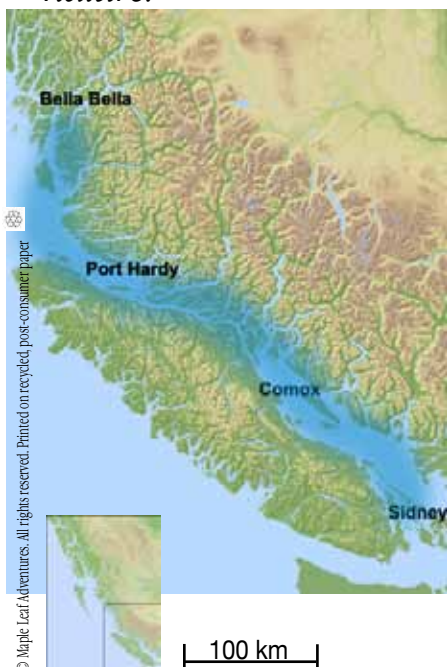 Bella Bella
Port Hardy
Comox
Sidney
© Maple Leaf Adventures. All rights reserved. Printed on recycled, post-consumer paper
100 km